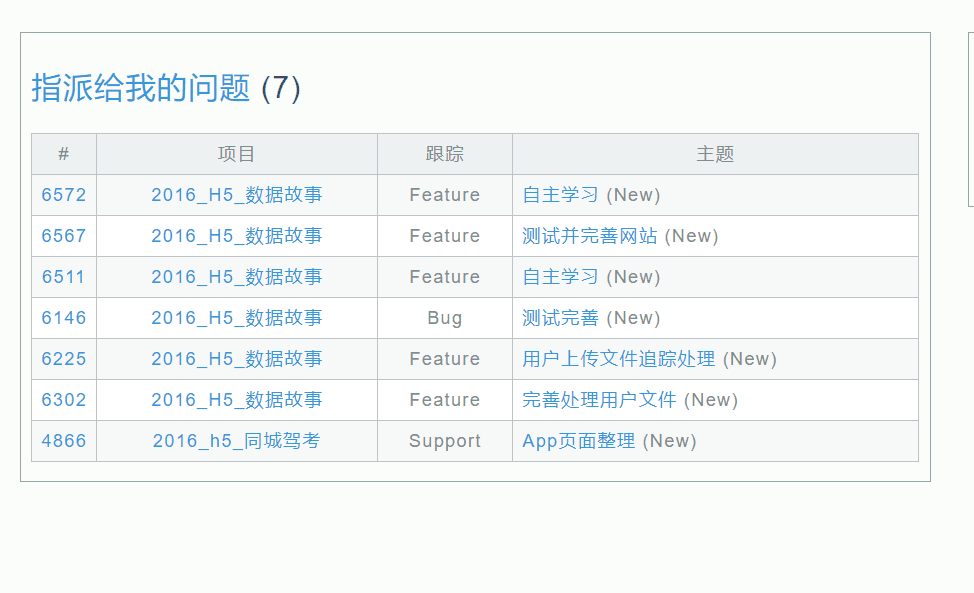 指派给我的问题 (7)
# 项目 跟踪 主题
6572 2016_H5_数据故事 Feature 自主学习 (New)
6567 2016_H5_数据故事 Feature 测试并完善网站 (New)
6511 2016_H5_数据故事 Feature 自主学习 (New)
6146 2016_H5_数据故事 Bug 测试完善 (New)
6225 2016_H5_数据故事 Feature 用户上传文件追踪处理 (New)
6302 2016_H5_数据故事 Feature 完善处理用户文件 (New)
4866 2016_h5_同城驾考 Support App页面整理 (New)